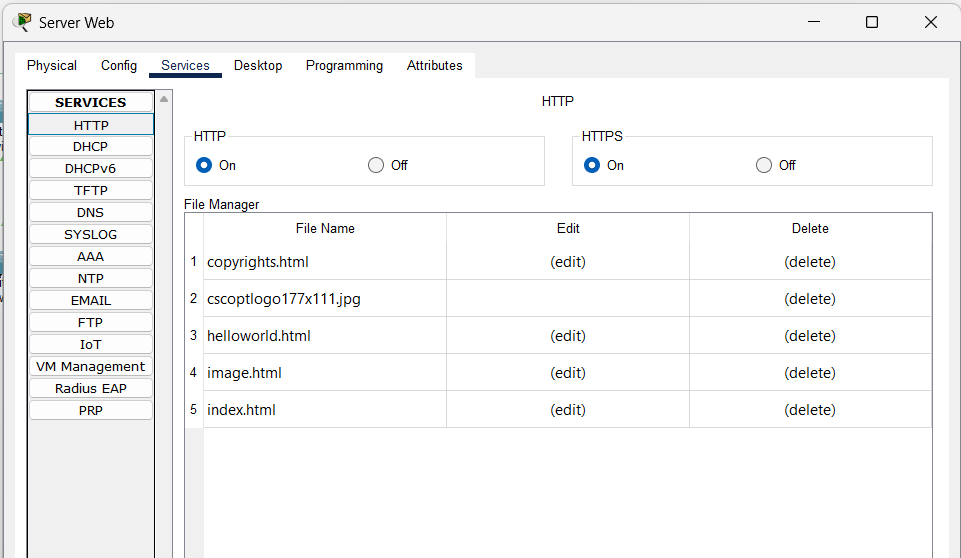 Server Web
Physical Config Services Desktop Programming Attributes
SERVICES
HTTP
DHCP
DHCPv6
TFTP
DNS
SYSLOG
AAA
NTP
EMAIL
FTP
IoT
VM Management
Radius EAP
PRP
HTTP
HTTP
On Off
HTTPS
On Off
File Manager
File Name Edit Delete
1 copyrights.html (edit) (delete)
2 cscoptlogo177x111.jpg (delete)
3 helloworld.html (edit) (delete)
4 image.html (edit) (delete)
5 index.html (edit) (delete)